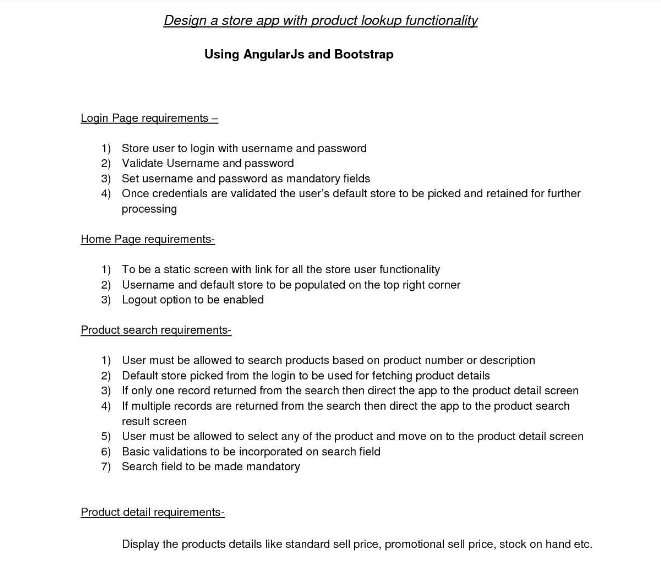 Design a store app with product lookup functionality
Using AngularJs and Bootstrap
Login Page requirements –
1) Store user to login with username and password
2) Validate Username and password
3) Set username and password as mandatory fields
4) Once credentials are validated the user's default store to be picked and retained for further
processing
Home Page requirements-
1) To be a static screen with link for all the store user functionality
2) Username and default store to be populated on the top right corner
3) Logout option to be enabled
Product search requirements-
1) User must be allowed to search products based on product number or description
2) Default store picked from the login to be used for fetching product details
3) If only one record returned from the search then direct the app to the product detail screen
4) If multiple records are returned from the search then direct the app to the product search
result screen
5) User must be allowed to select any of the product and move on to the product detail screen
6) Basic validations to be incorporated on search field
7) Search field to be made mandatory
Product detail requirements-
Display the products details like standard sell price, promotional sell price, stock on hand etc.